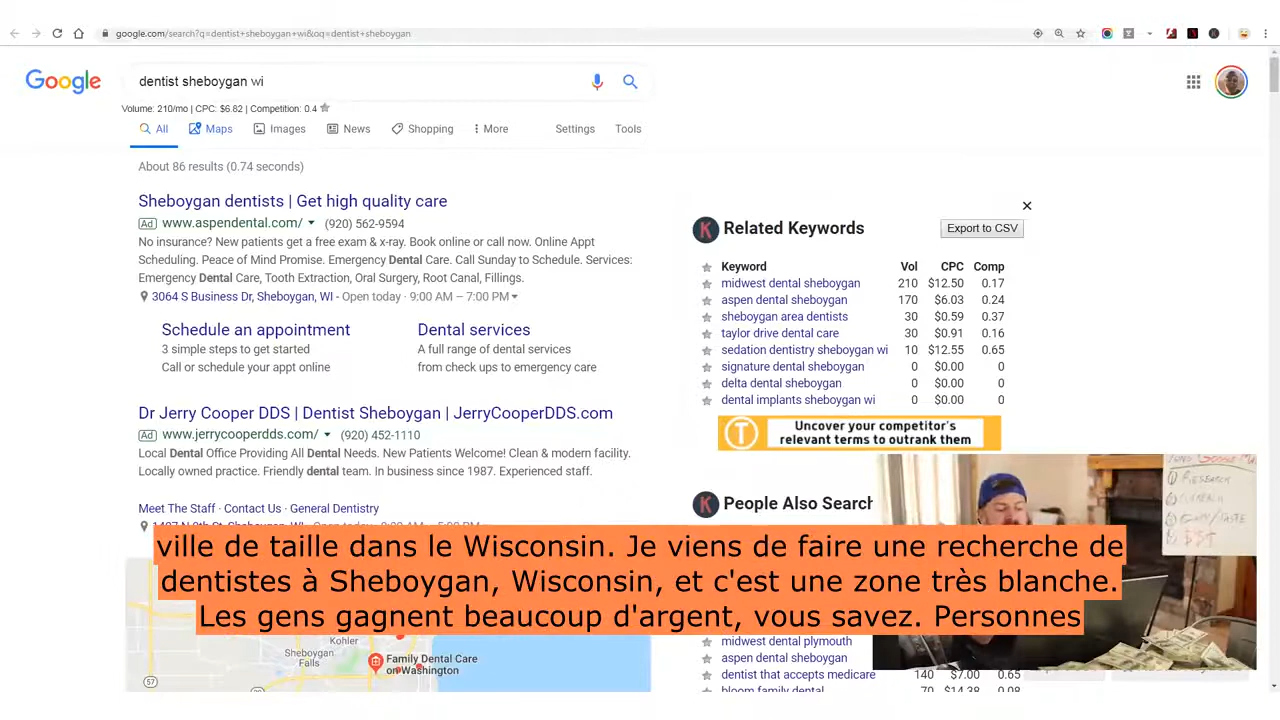 google.com/search?q=dentist+sheboygan+wi&oq=dentist+sheboygan
Google
dentist sheboygan wi
Volume: 210/mo | CPC: $6.82 | Competition: 0.4
All Maps Images News Shopping More Settings Tools
About 86 results (0.74 seconds)
Sheboygan dentists | Get high quality care
Ad www.aspendental.com/ (920) 562-9594
No insurance? New patients get a free exam & x-ray. Book online or call now. Online Appt
Scheduling. Peace of Mind Promise. Emergency Dental Care. Call Sunday to Schedule. Services:
Emergency Dental Care, Tooth Extraction, Oral Surgery, Root Canal, Fillings.
3064 S Business Dr, Sheboygan, WI - Open today · 9:00 AM – 7:00 PM
Schedule an appointment
3 simple steps to get started
Call or schedule your appt online
Dental services
A full range of dental services
from check ups to emergency care
Dr Jerry Cooper DDS | Dentist Sheboygan | JerryCooperDDS.com
Ad www.jerrycooperdds.com/ (920) 452-1110
Local Dental Office Providing All Dental Needs. New Patients Welcome! Clean & modern facility.
Locally owned practice. Friendly dental team. In business since 1987. Experienced staff.
Meet The Staff · Contact Us · General Dentistry
Related Keywords
Export to CSV
Keyword Vol CPC Comp
midwest dental sheboygan 210 $12.50 0.17
aspen dental sheboygan 170 $6.03 0.24
sheboygan area dentists 30 $0.59 0.37
taylor drive dental care 30 $0.91 0.16
sedation dentistry sheboygan wi 10 $12.55 0.65
signature dental sheboygan 0 $0.00 0
delta dental sheboygan 0 $0.00 0
dental implants sheboygan wi 0 $0.00 0
Uncover your competitor's
relevant terms to outrank them
People Also Search
ville de taille dans le Wisconsin. Je viens de faire une recherche de
dentistes à Sheboygan, Wisconsin, et c'est une zone très blanche.
Les gens gagnent beaucoup d'argent, vous savez. Personnes
Kohler
Sheboygan
Falls
Family Dental Care
on Washington
57
midwest dental plymouth
aspen dental sheboygan
dentist that accepts medicare 140 $7.00 0.65
bloom family dental 70 $14.38 0.08